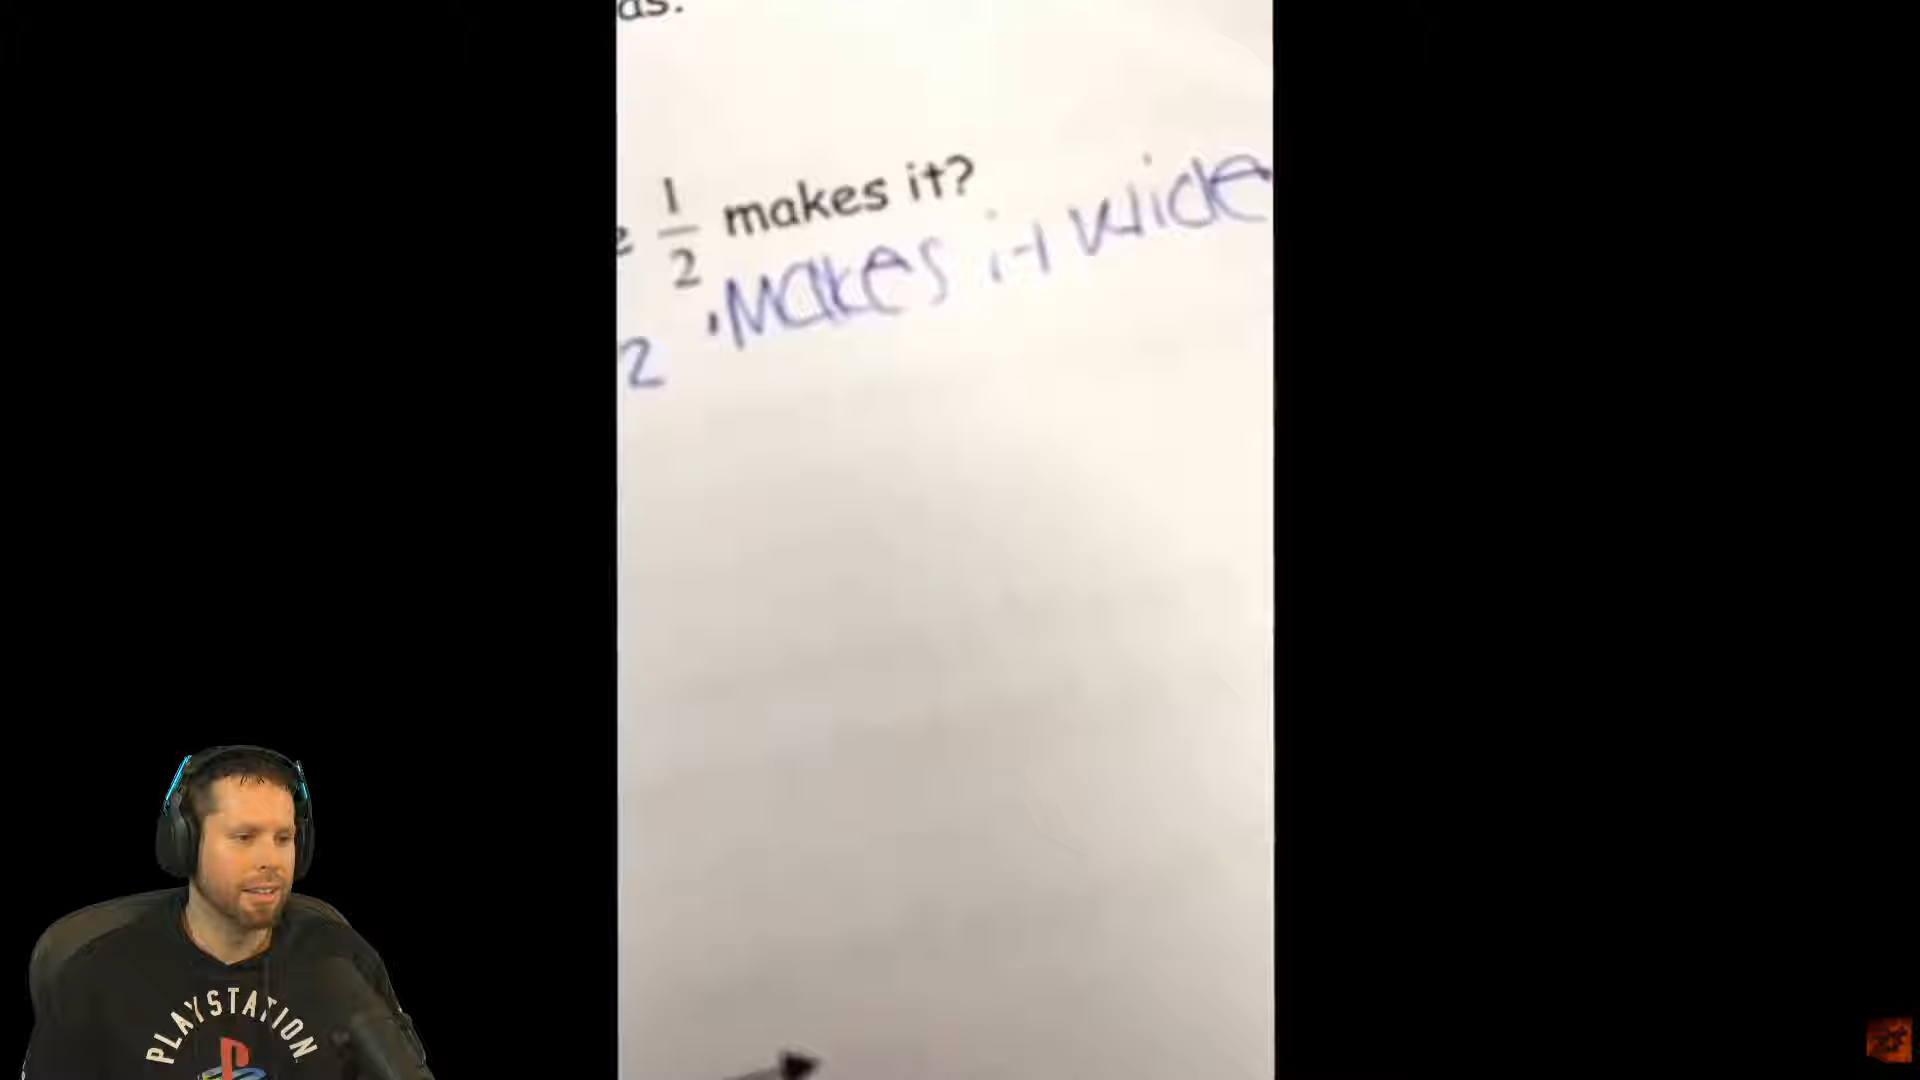 as.
1
2 makes it?
.Makes it wide
2
PLAYSTATION